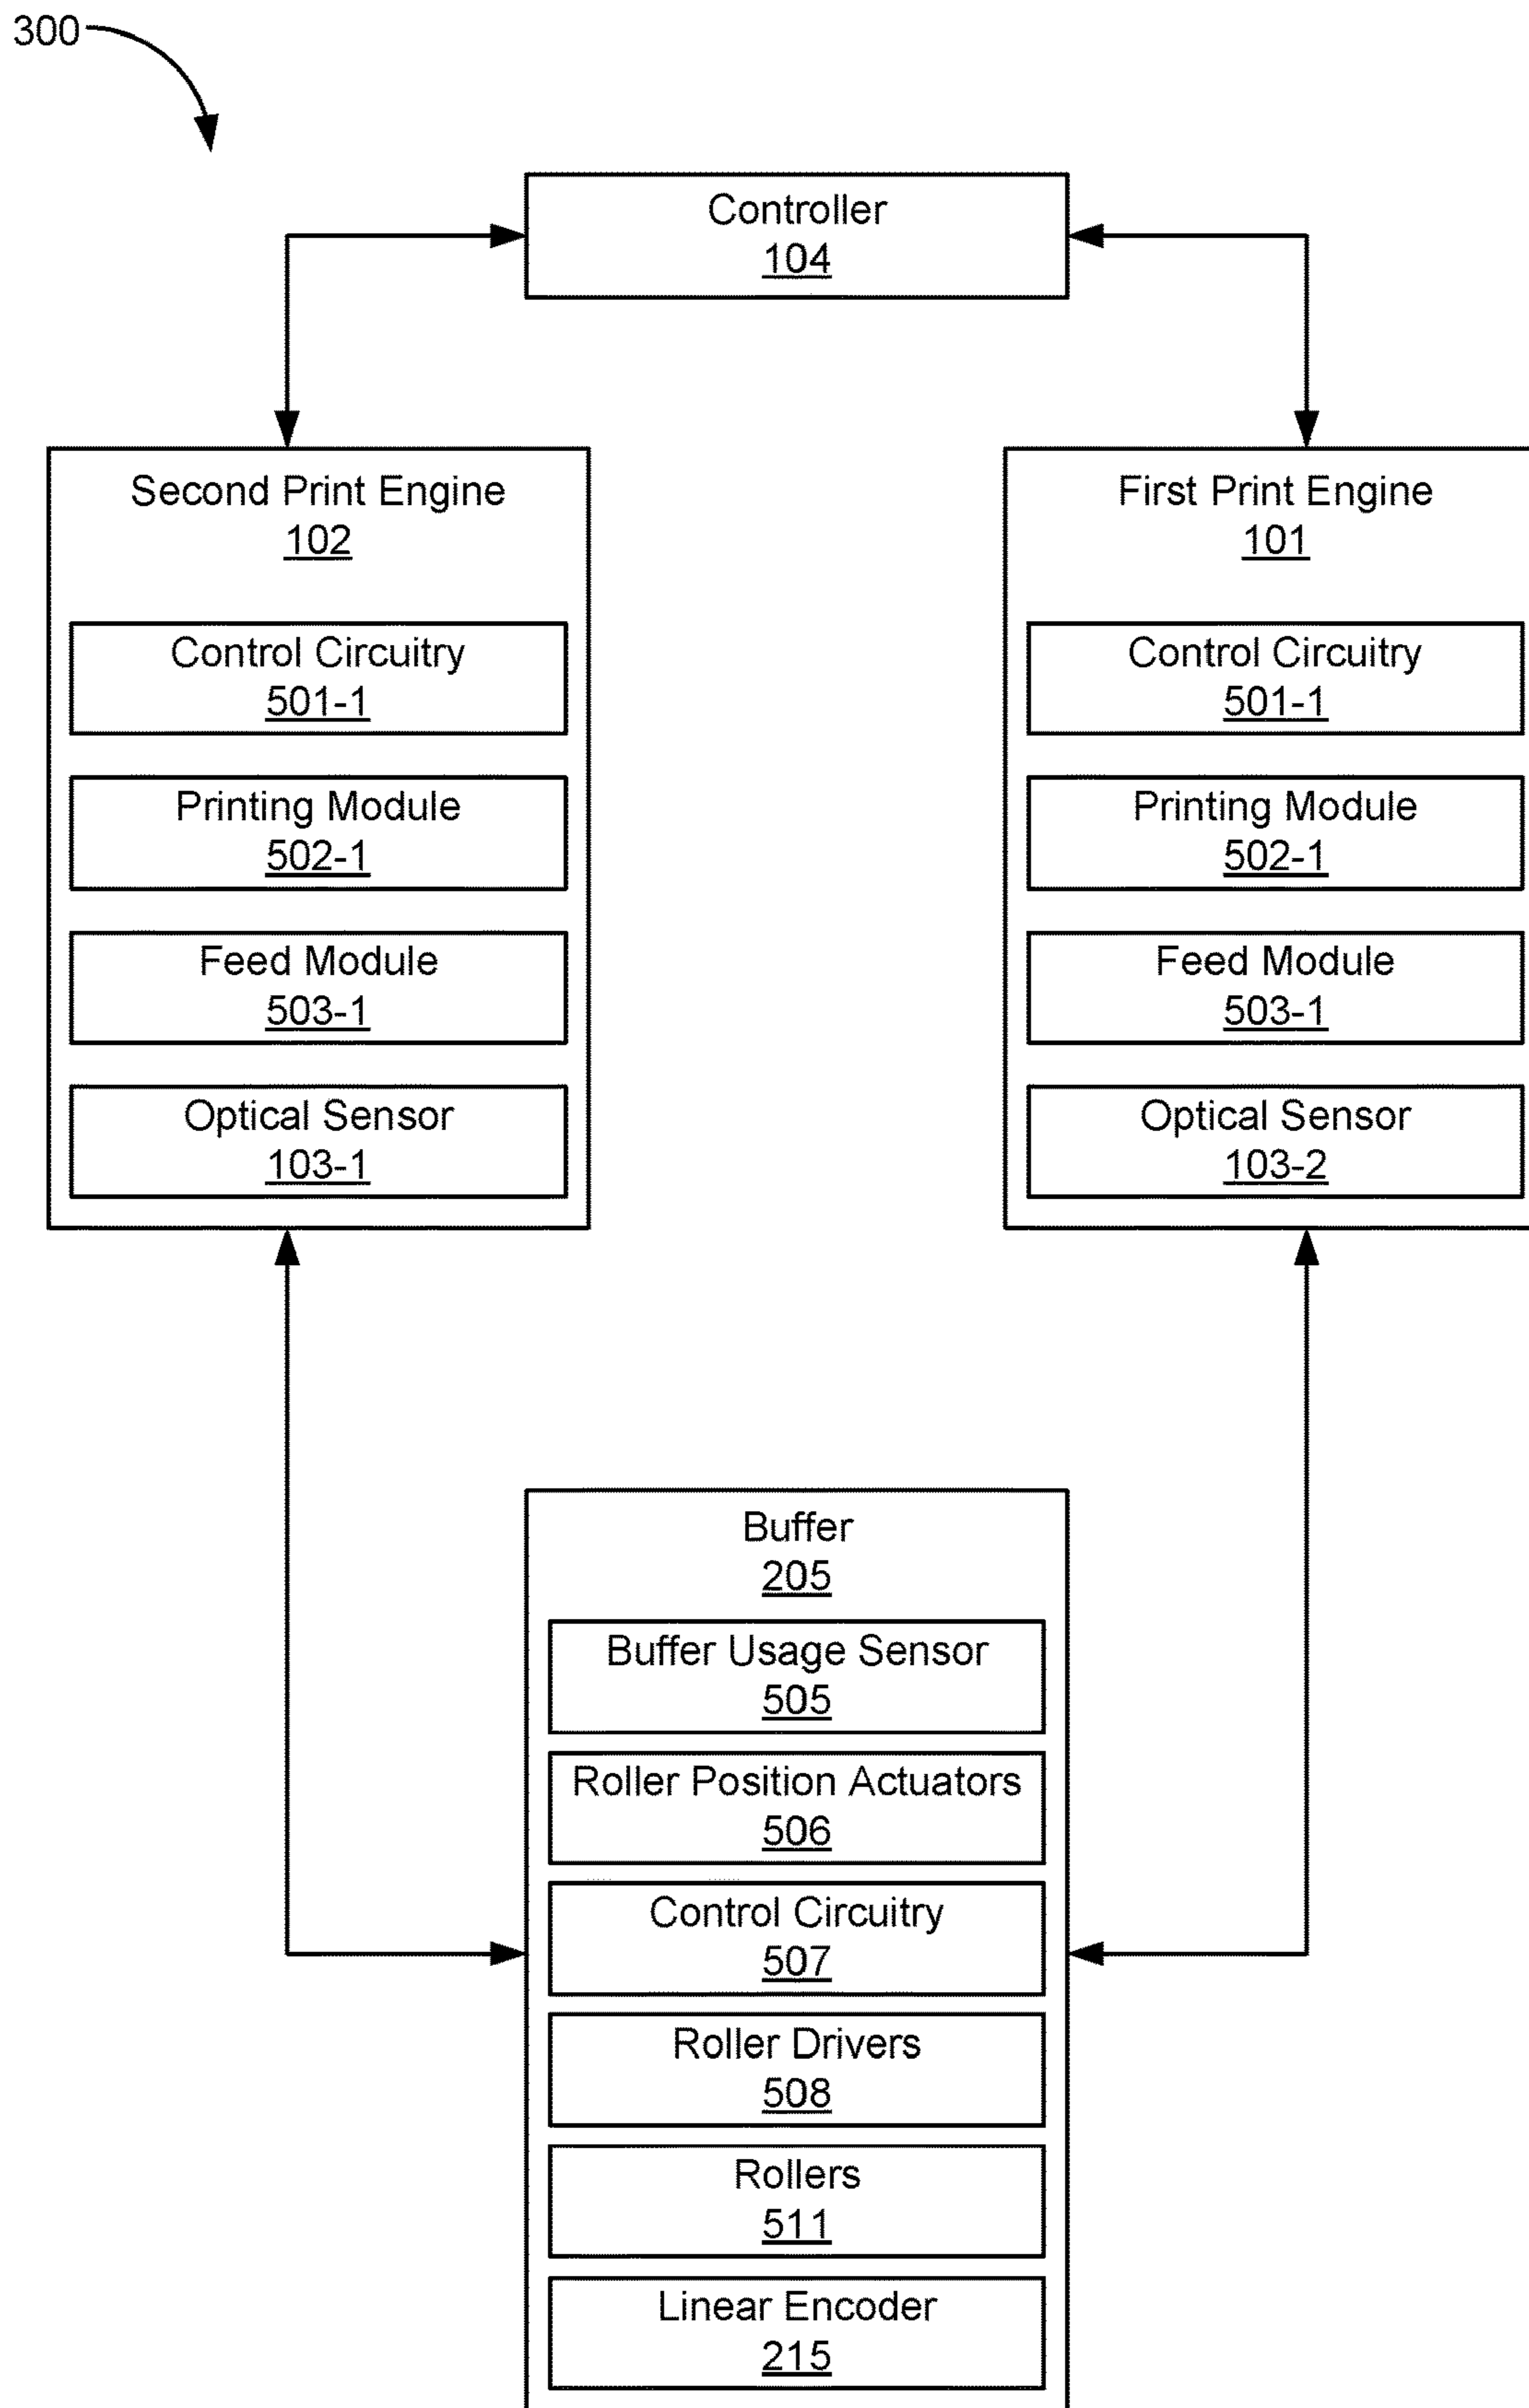 300
Controller
104
Second Print Engine
102
Control Circuitry
501-1
Printing Module
502-1
Feed Module
503-1
Optical Sensor
103-1
First Print Engine
101
Control Circuitry
501-1
Printing Module
502-1
Feed Module
503-1
Optical Sensor
103-2
Buffer
205
Buffer Usage Sensor
505
Roller Position Actuators
506
Control Circuitry
507
Roller Drivers
508
Rollers
511
Linear Encoder
215